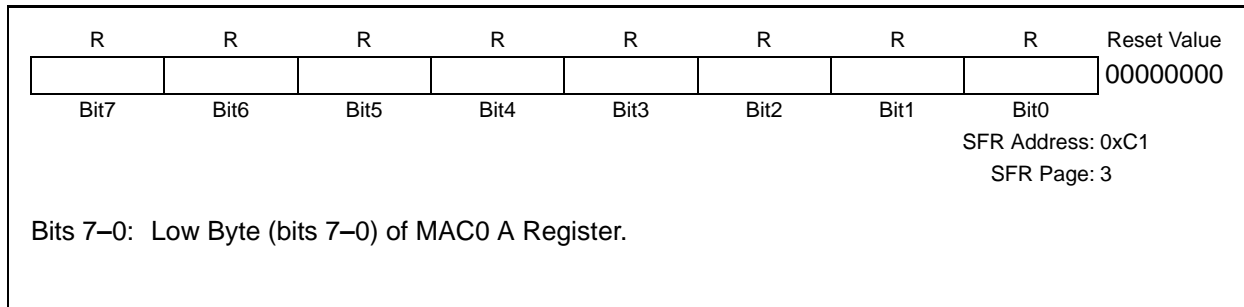 R R R R R R R R Reset Value
00000000
Bit7 Bit6 Bit5 Bit4 Bit3 Bit2 Bit1 Bit0
SFR Address: 0xC1
SFR Page: 3
Bits 7–0: Low Byte (bits 7–0) of MAC0 A Register.